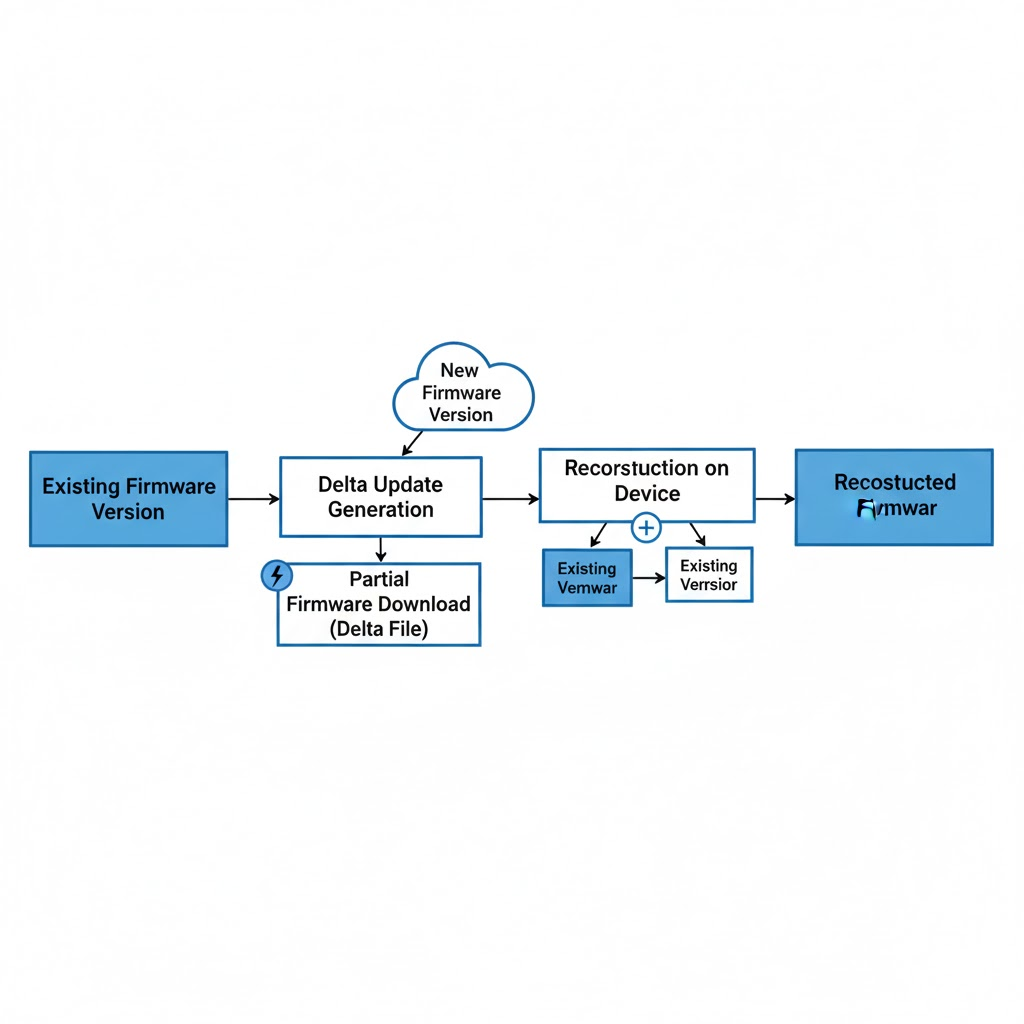 New
Firmware
Version
Existing Firmware
Version
Delta Update
Generation
Recorstuction on
Device
Recostucted
Partial
Firmware Download
(Delta File)
Existing
Vemwar
Existing
Verrsior